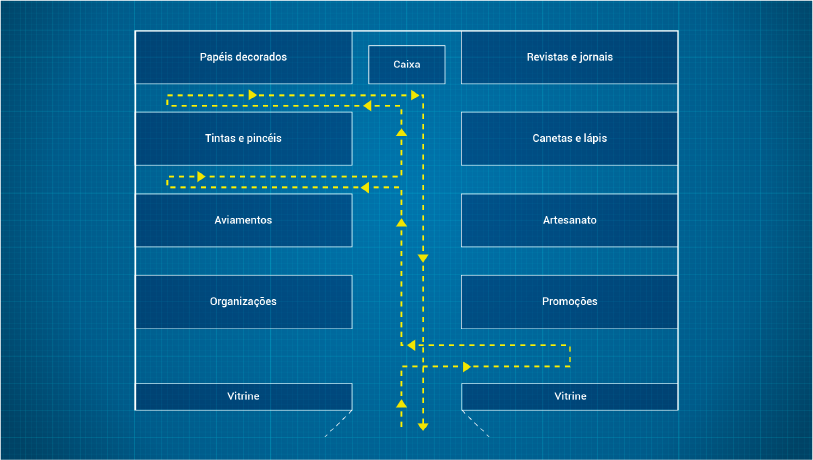 Papéis decorados
Caixa
Revistas e jornais
Tintas e pincéis
Canetas e lápis
Aviamentos
Artesanato
Organizações
Promoções
Vitrine
Vitrine